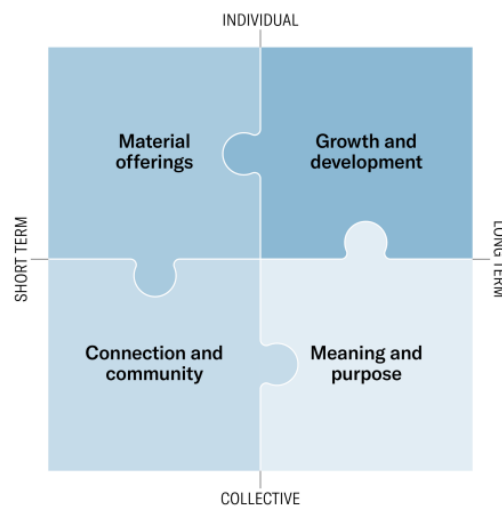 INDIVIDUAL
Material
offerings
Growth and
development
SHORT TERM
LONG TERM
Connection and
community
Meaning and
purpose
COLLECTIVE